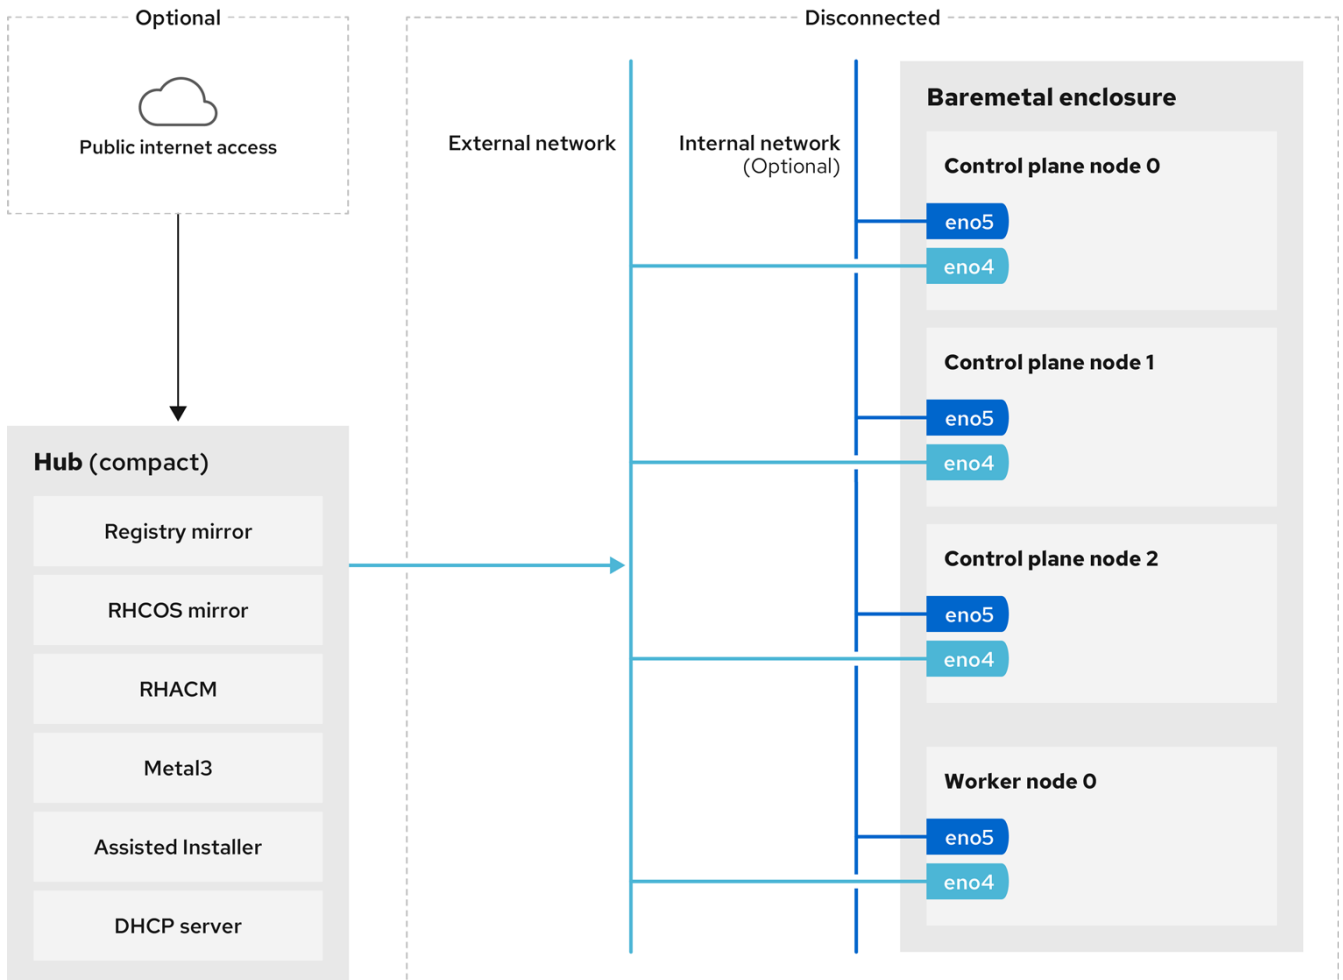 Optional
Public internet access
Hub (compact)
Registry mirror
RHCOS mirror
RHACM
Metal3
Assisted Installer
DHCP server
Disconnected
External network
Internal network
(Optional)
Baremetal enclosure
Control plane node 0
eno5
eno4
Control plane node 1
eno5
eno4
Control plane node 2
eno5
eno4
Worker node 0
eno5
eno4